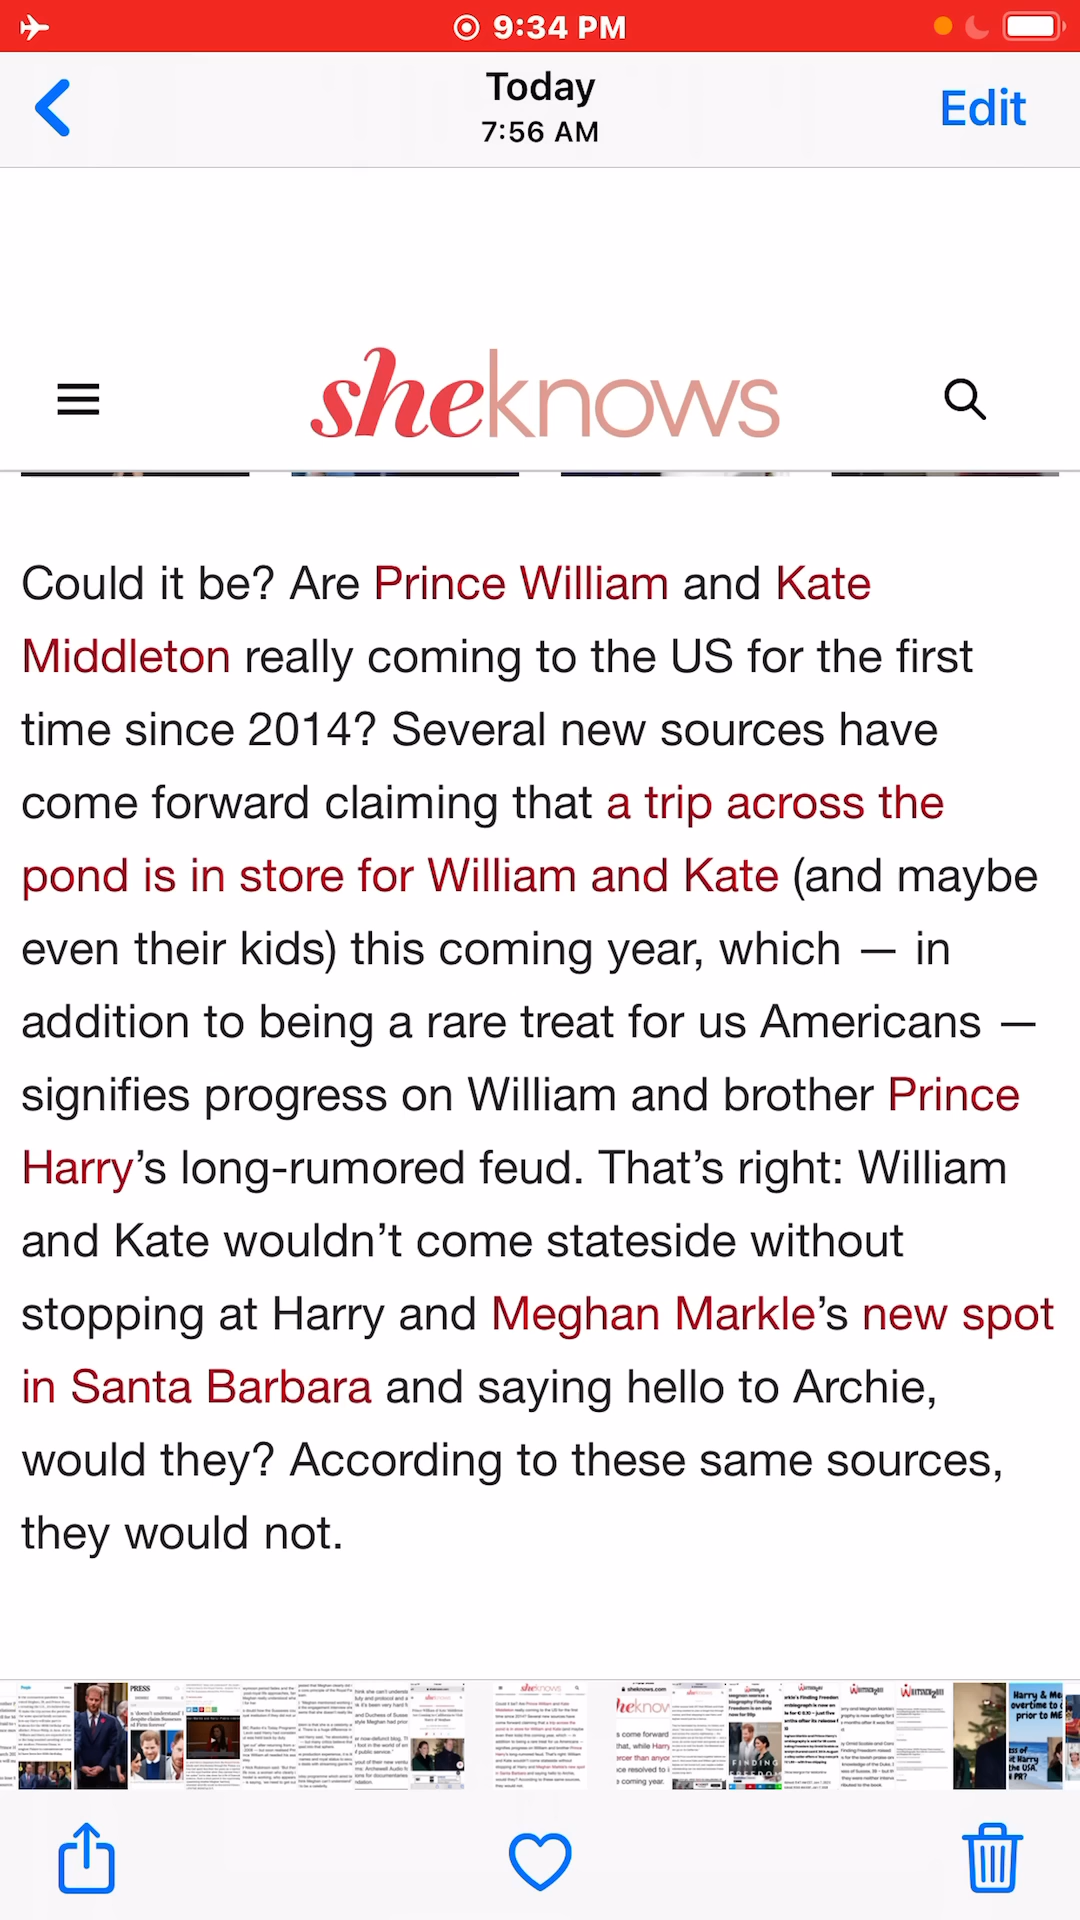 9:34 PM
Today
7:56 AM
Edit
sheknows
Could it be? Are Prince William and Kate
Middleton really coming to the US for the first
time since 2014? Several new sources have
come forward claiming that a trip across the
pond is in store for William and Kate (and maybe
even their kids) this coming year, which — in
addition to being a rare treat for us Americans —
signifies progress on William and brother Prince
Harry’s long-rumored feud. That’s right: William
and Kate wouldn’t come stateside without
stopping at Harry and Meghan Markle’s new spot
in Santa Barbara and saying hello to Archie,
would they? According to these same sources,
they would not.